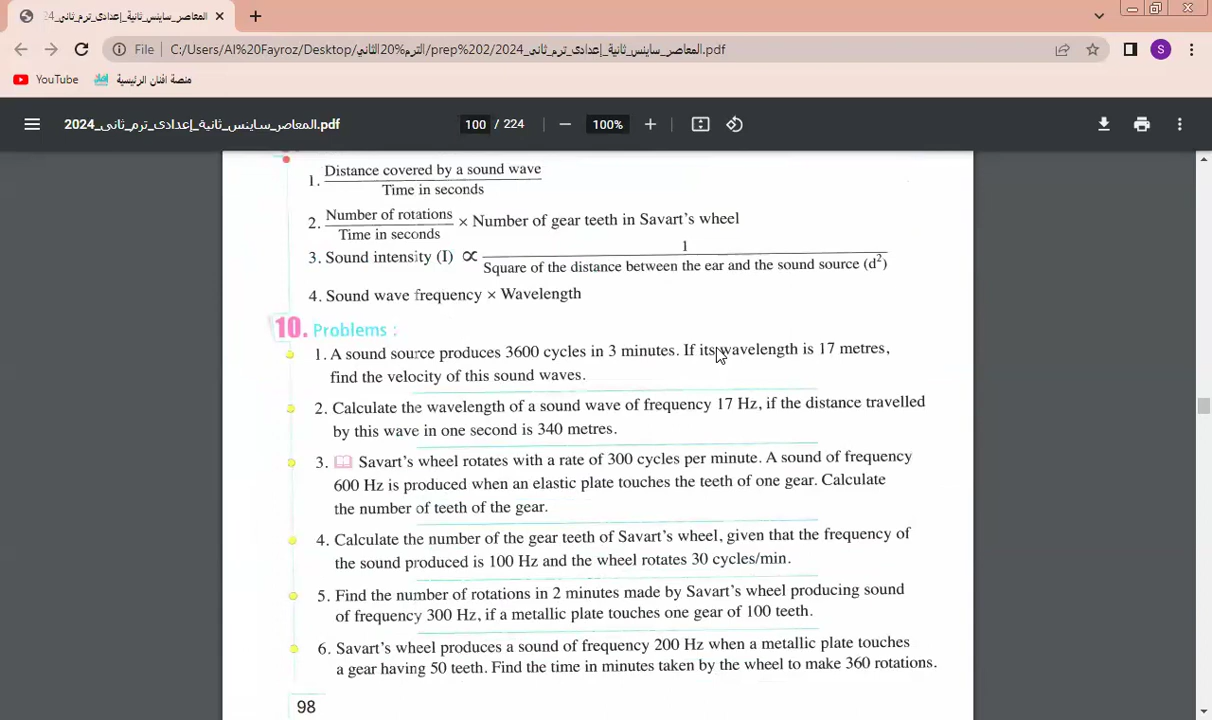 المعاصر_ساينس_ثانية_إعدادى_ترم_ثانى_24
File C:/Users/Al%20Fayroz/Desktop/الترم%20الثاني/prep%202/2024_المعاصر_ساينس_ثانية_إعدادى_ترم_ثانى.pdf
S
YouTube منصة افنان الرئيسية
2024_المعاصر_ساينس_ثانية_إعدادى_ترم_ثانى.pdf 100 / 224 − 100% +
1. Distance covered by a sound wave
Time in seconds
2. Number of rotations
Time in seconds
× Number of gear teeth in Savart's wheel
3. Sound intensity (I) ∝
1
Square of the distance between the ear and the sound source (d²)
4. Sound wave frequency × Wavelength
10. Problems :
1. A sound source produces 3600 cycles in 3 minutes. If its wavelength is 17 metres,
find the velocity of this sound waves.
2. Calculate the wavelength of a sound wave of frequency 17 Hz, if the distance travelled
by this wave in one second is 340 metres.
3. Savart's wheel rotates with a rate of 300 cycles per minute. A sound of frequency
600 Hz is produced when an elastic plate touches the teeth of one gear. Calculate
the number of teeth of the gear.
4. Calculate the number of the gear teeth of Savart's wheel, given that the frequency of
the sound produced is 100 Hz and the wheel rotates 30 cycles/min.
5. Find the number of rotations in 2 minutes made by Savart's wheel producing sound
of frequency 300 Hz, if a metallic plate touches one gear of 100 teeth.
6. Savart's wheel produces a sound of frequency 200 Hz when a metallic plate touches
a gear having 50 teeth. Find the time in minutes taken by the wheel to make 360 rotations.
98